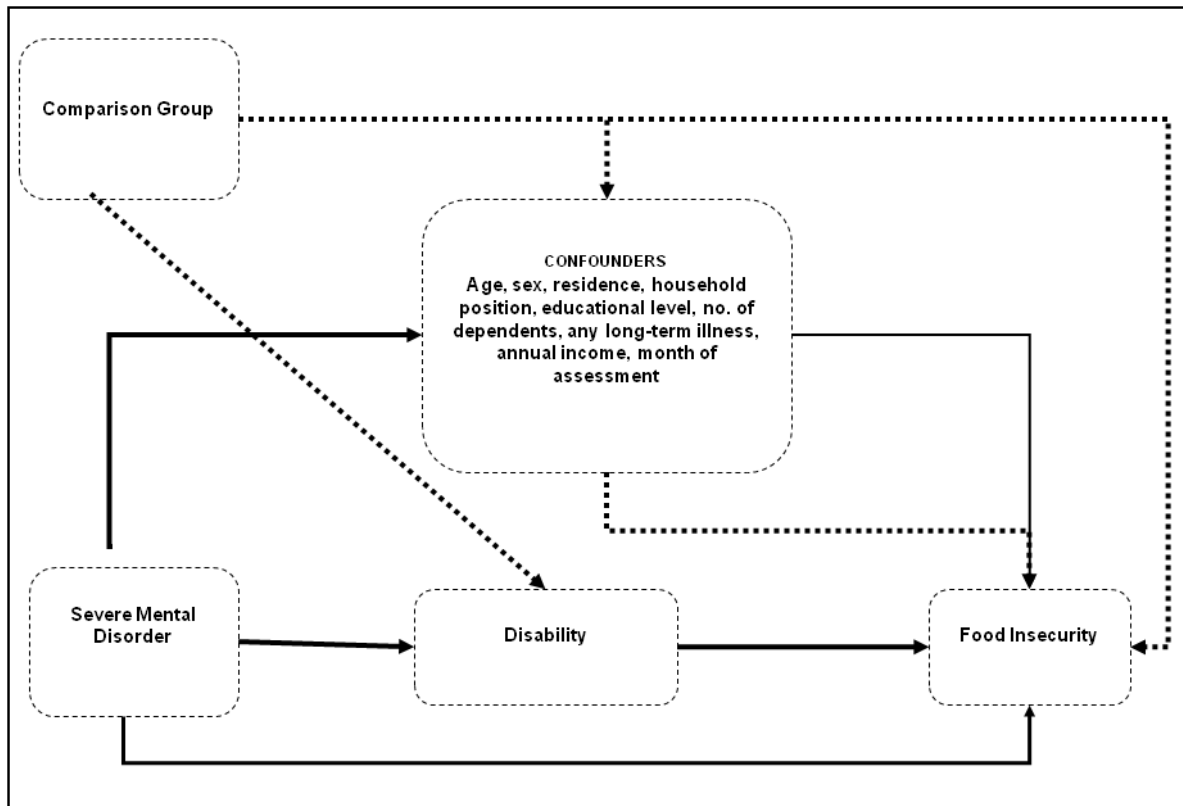 Comparison Group
CONFOUNDERS
Age, sex, residence, household
position, educational level, no. of
dependents, any long-term illness,
annual income, month of
assessment
Severe Mental
Disorder
Disability
Food Insecurity